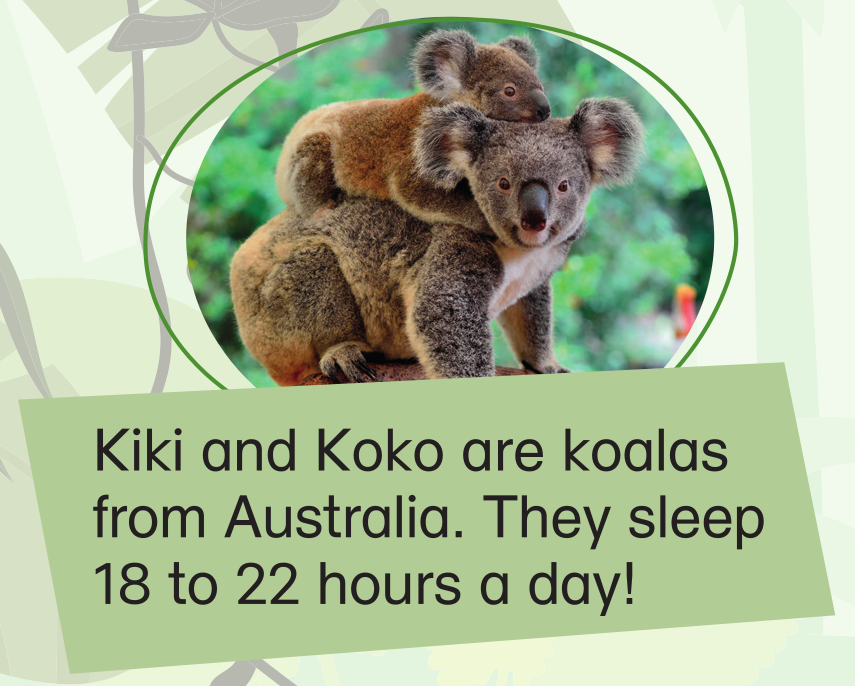 Kiki and Koko are koalas
from Australia. They sleep
18 to 22 hours a day!